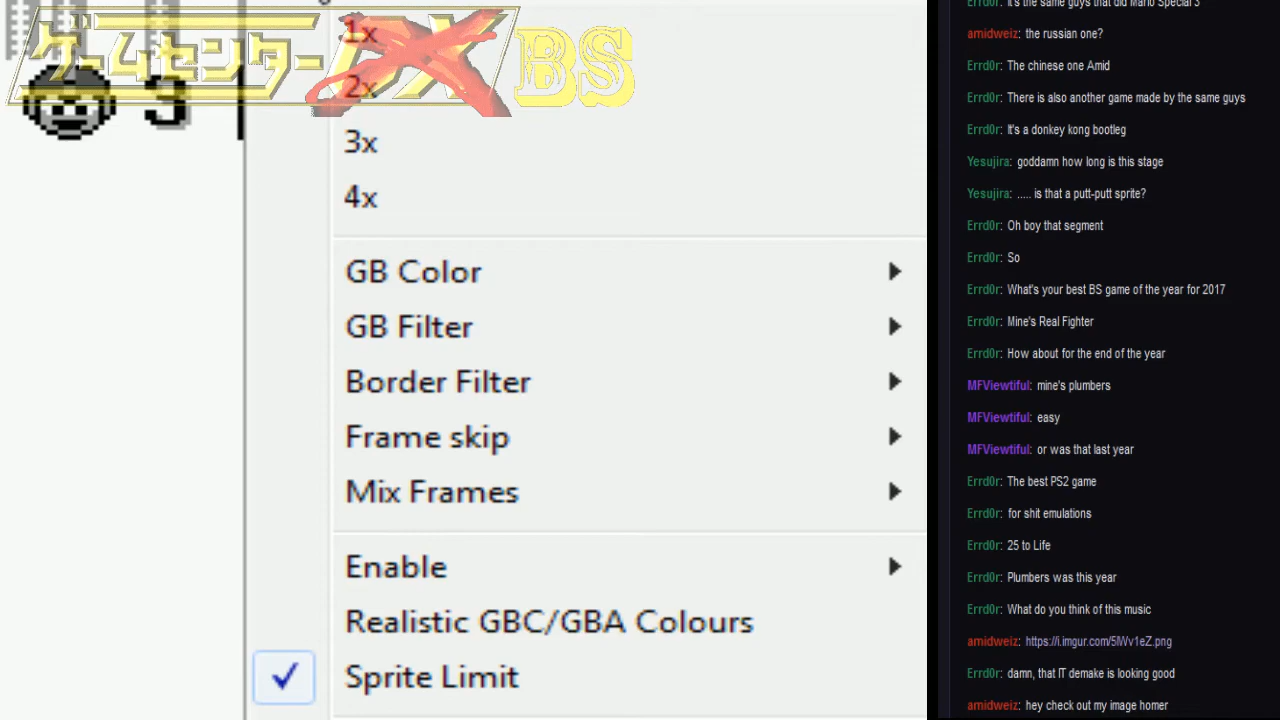 ゲームセンターDX BS
3
1x
2x
3x
4x
GB Color
GB Filter
Border Filter
Frame skip
Mix Frames
Enable
Realistic GBC/GBA Colours
Sprite Limit
Errd0r: It's the same guys that did Mario Special 3
amidweiz: the russian one?
Errd0r: The chinese one Amid
Errd0r: There is also another game made by the same guys
Errd0r: It's a donkey kong bootleg
Yesujira: goddamn how long is this stage
Yesujira: ..... is that a putt-putt sprite?
Errd0r: Oh boy that segment
Errd0r: So
Errd0r: What's your best BS game of the year for 2017
Errd0r: Mine's Real Fighter
Errd0r: How about for the end of the year
MFViewtiful: mine's plumbers
MFViewtiful: easy
MFViewtiful: or was that last year
Errd0r: The best PS2 game
Errd0r: for shit emulations
Errd0r: 25 to Life
Errd0r: Plumbers was this year
Errd0r: What do you think of this music
amidweiz: https://i.imgur.com/5IWv1eZ.png
Errd0r: damn, that IT demake is looking good
amidweiz: hey check out my image homer